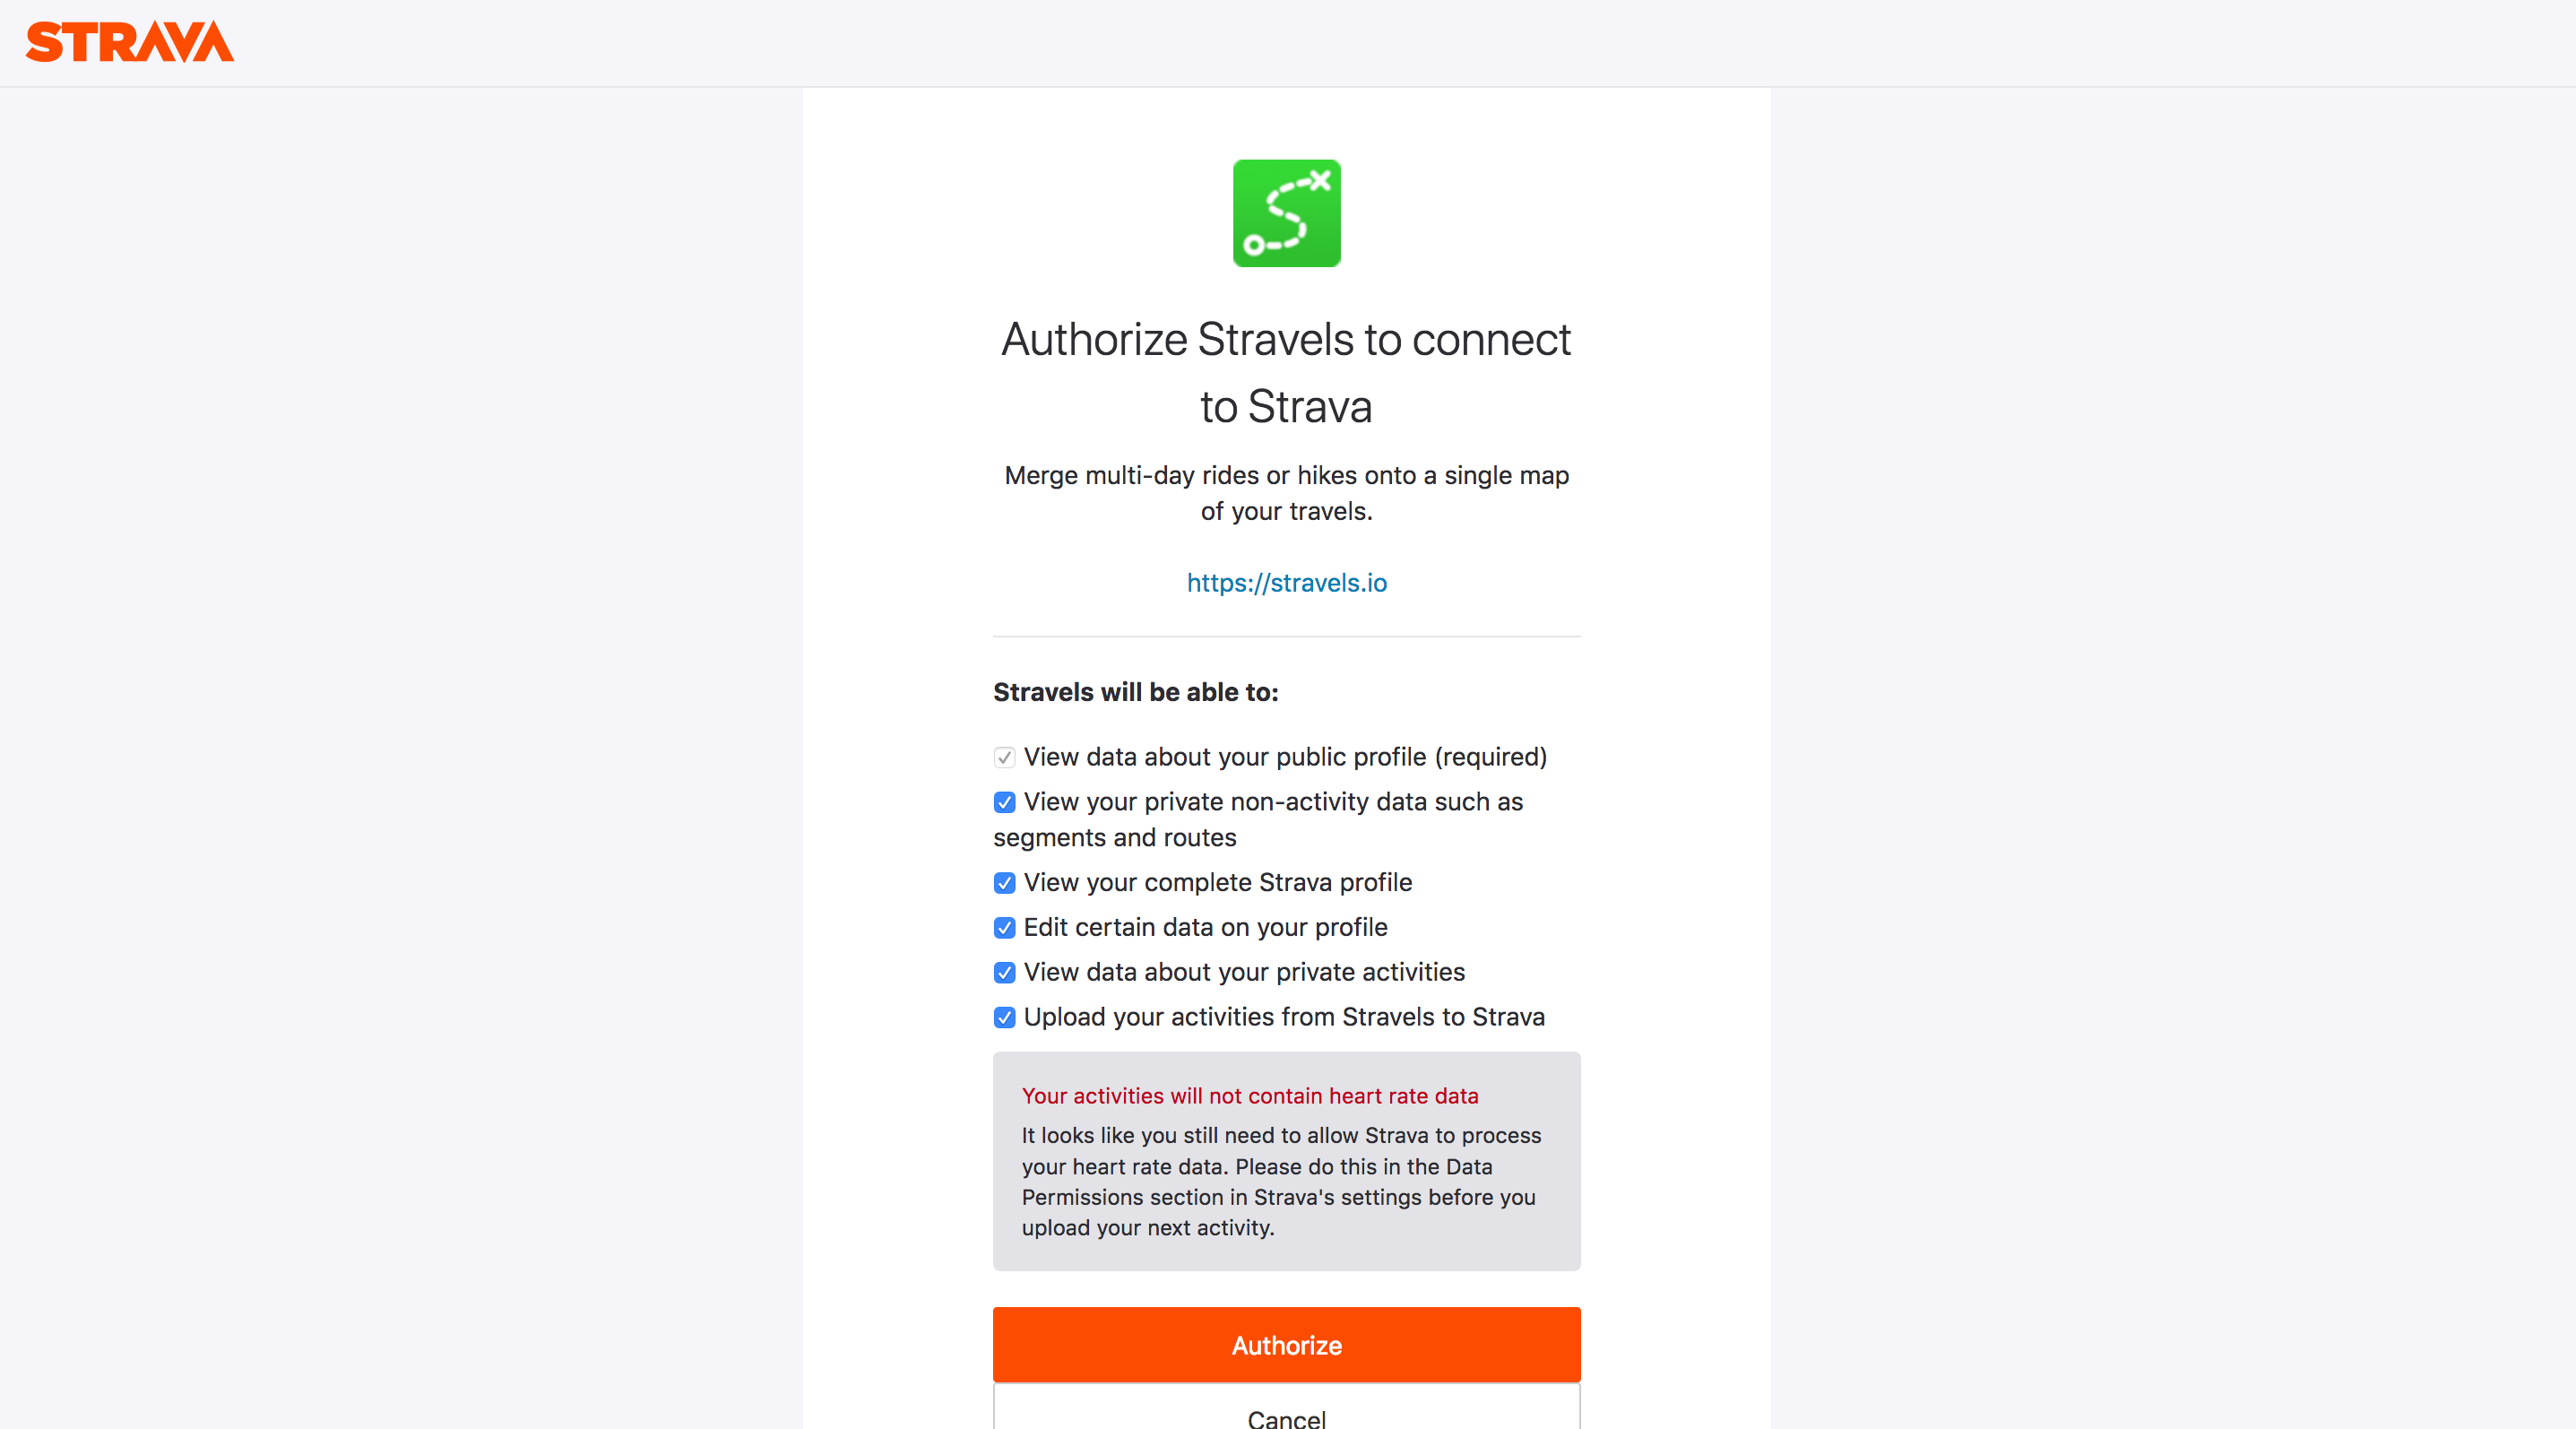 STRAVA
Authorize Stravels to connect
to Strava
Merge multi-day rides or hikes onto a single map
of your travels.
https://stravels.io
Stravels will be able to:
View data about your public profile (required)
View your private non-activity data such as
segments and routes
View your complete Strava profile
Edit certain data on your profile
View data about your private activities
Upload your activities from Stravels to Strava
Your activities will not contain heart rate data
It looks like you still need to allow Strava to process
your heart rate data. Please do this in the Data
Permissions section in Strava's settings before you
upload your next activity.
Authorize
Cancel